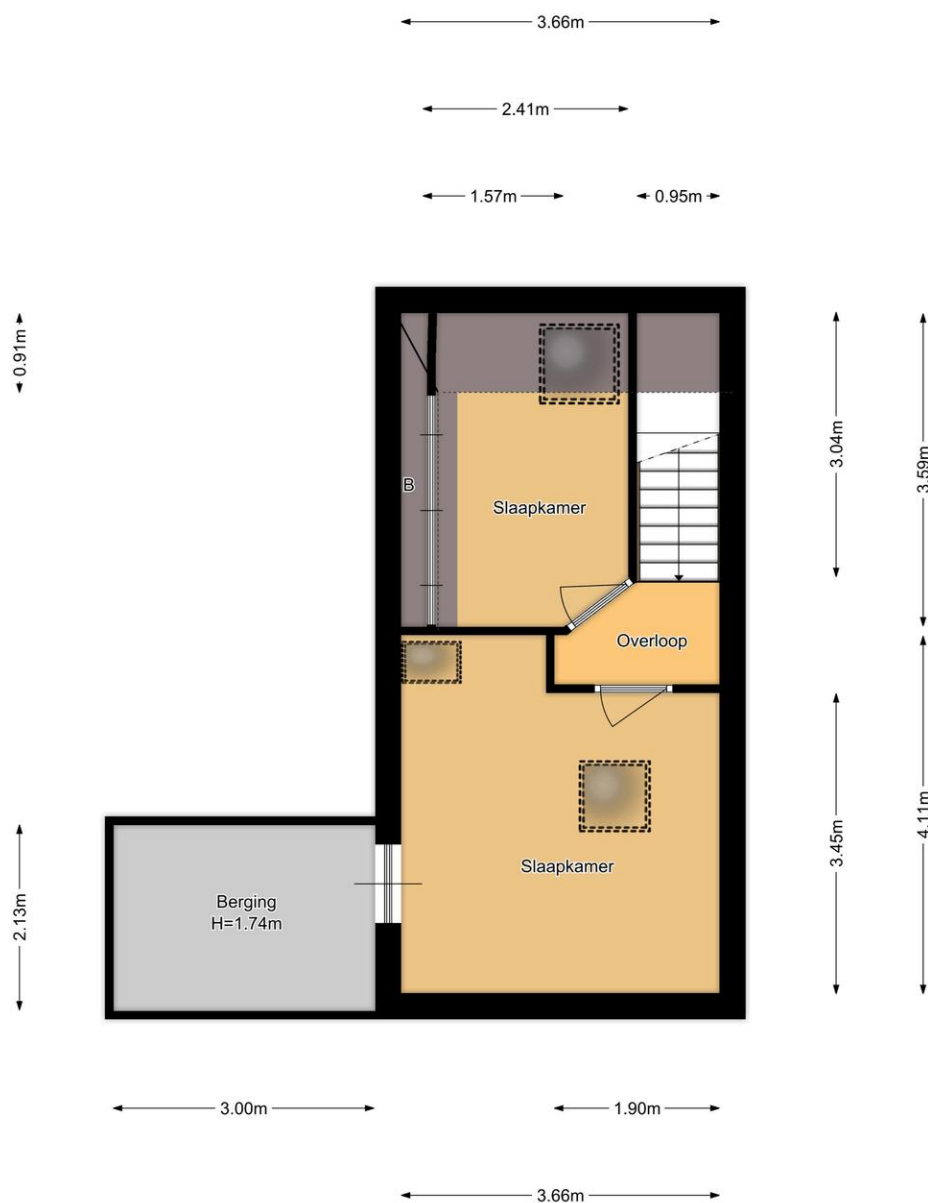 3.66m
2.41m
1.57m
0.95m
0.91m
3.04m
3.59m
B
Slaapkamer
Overloop
4.11m
3.45m
Slaapkamer
2.13m
Berging
H=1.74m
3.00m
1.90m
3.66m